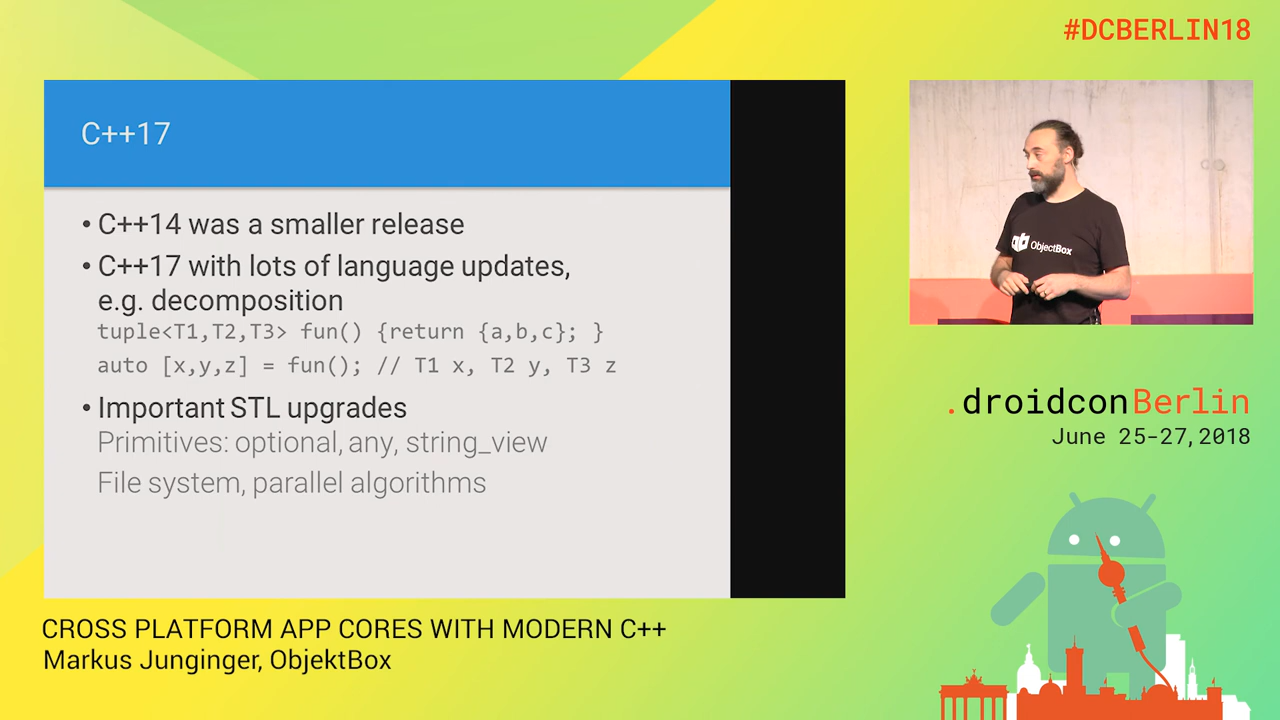 #DCBERLIN18
C++17
• C++14 was a smaller release
• C++17 with lots of language updates,
e.g. decomposition
tuple<T1,T2,T3> fun() {return {a,b,c}; }
auto [x,y,z] = fun(); // T1 x, T2 y, T3 z
• Important STL upgrades
Primitives: optional, any, string_view
File system, parallel algorithms
ObjectBox
.droidconBerlin
June 25-27, 2018
CROSS PLATFORM APP CORES WITH MODERN C++
Markus Junginger, ObjektBox